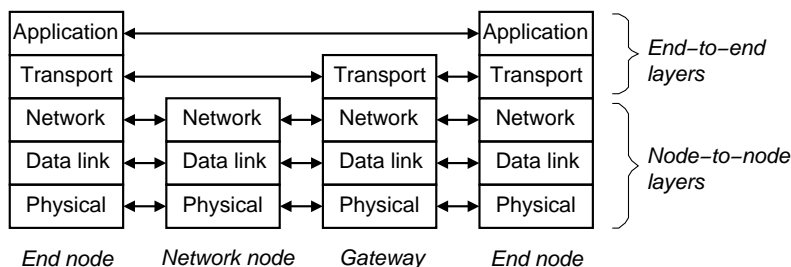 Application
Application
End−to−end
layers
Transport
Transport
Transport
Network
Network
Network
Network
Node−to−node
layers
Data link
Data link
Data link
Data link
Physical
Physical
Physical
Physical
End node
Network node
Gateway
End node